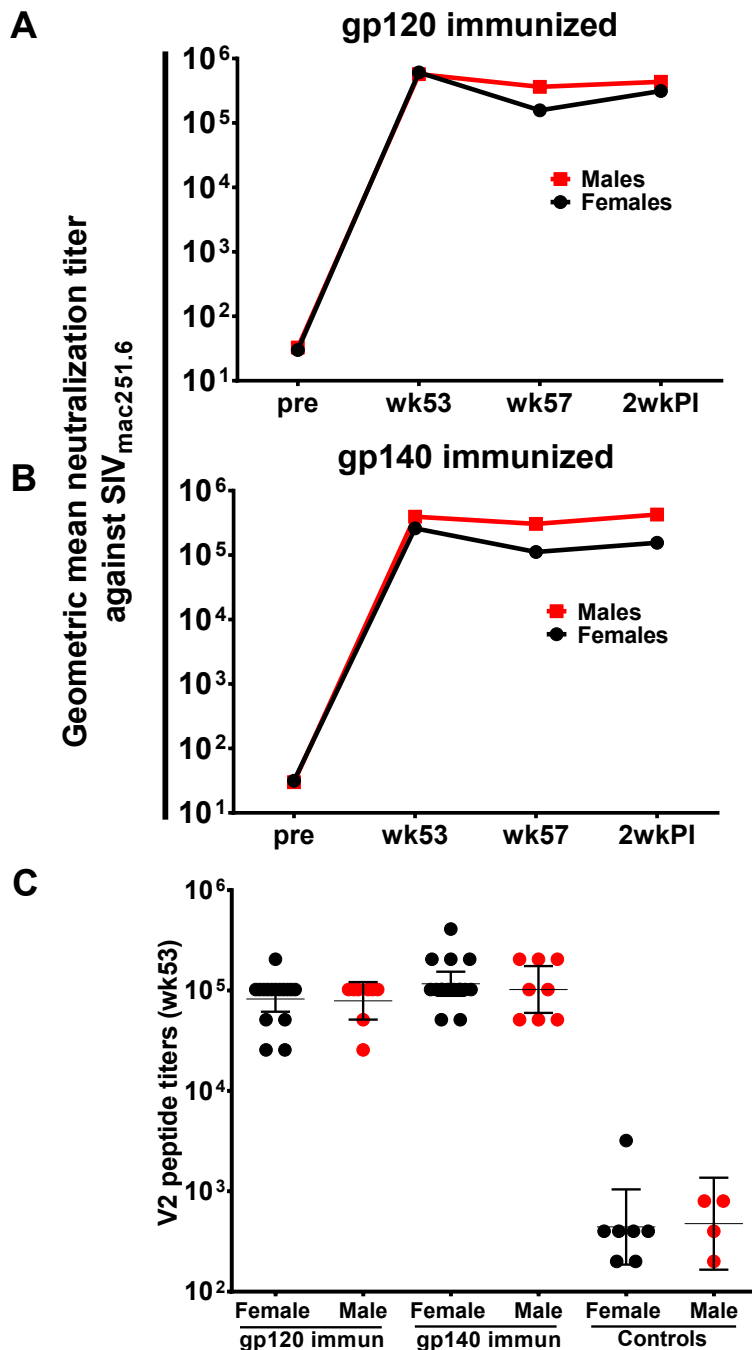 A
gp120 immunized
Geometric mean neutralization titer
against SIVmac251.6
10^6
10^5
10^4
10^3
10^2
10^1
Males
Females
pre wk53 wk57 2wkPI
B
gp140 immunized
10^6
10^5
10^4
10^3
10^2
10^1
Males
Females
pre wk53 wk57 2wkPI
C
V2 peptide titers (wk53)
10^6
10^5
10^4
10^3
10^2
Female Male Female Male Female Male
gp120 immun gp140 immun Controls